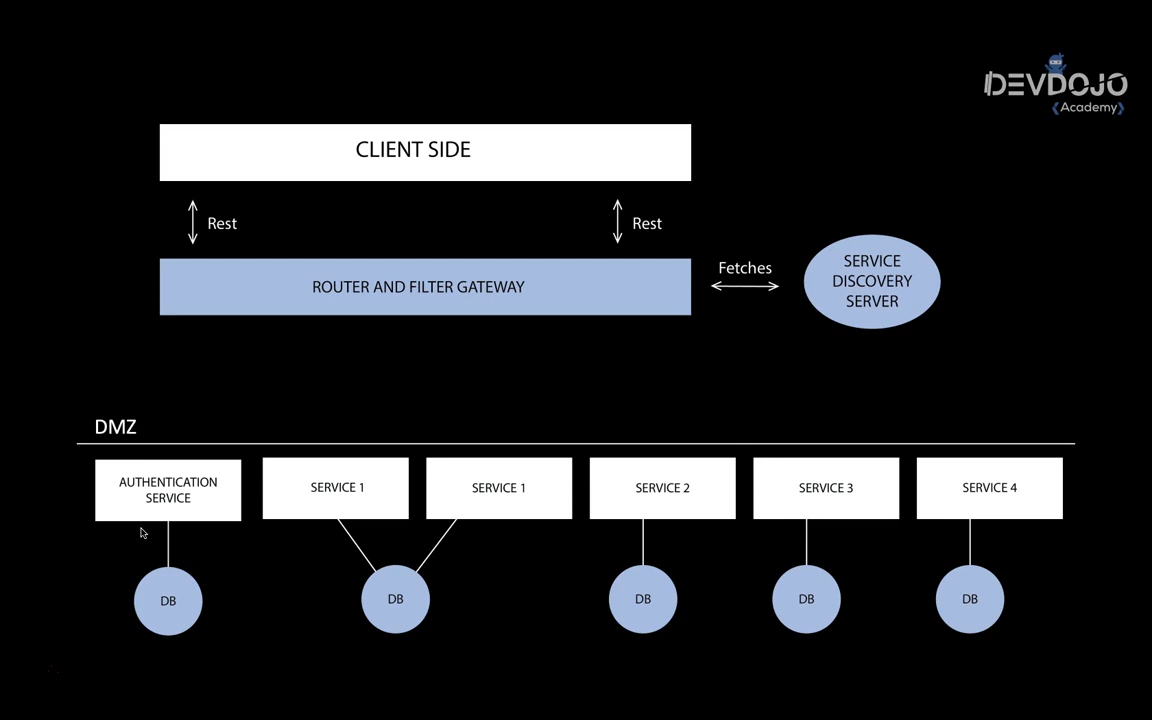 DEVDOJO
Academy
CLIENT SIDE
Rest
Rest
ROUTER AND FILTER GATEWAY
Fetches
SERVICE
DISCOVERY
SERVER
DMZ
AUTHENTICATION
SERVICE
SERVICE 1
SERVICE 1
SERVICE 2
SERVICE 3
SERVICE 4
DB
DB
DB
DB
DB